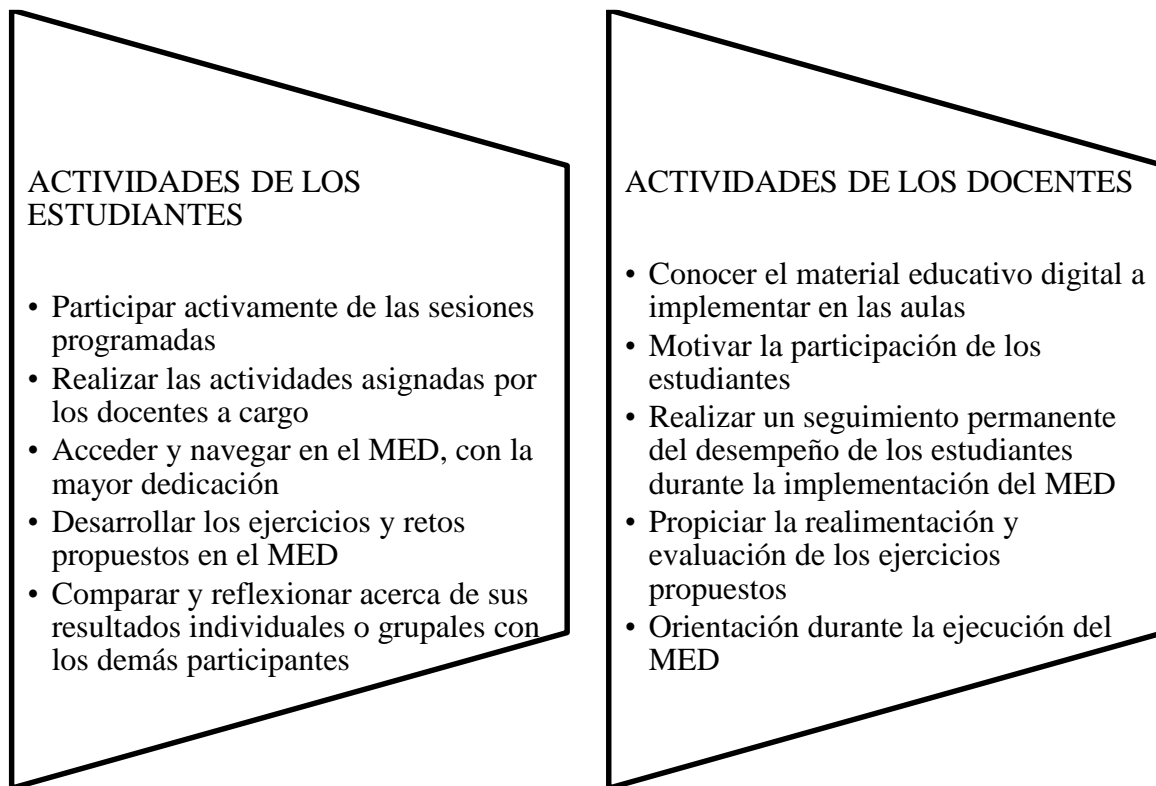 ACTIVIDADES DE LOS
ESTUDIANTES
• Participar activamente de las sesiones
programadas
• Realizar las actividades asignadas por
los docentes a cargo
• Acceder y navegar en el MED, con la
mayor dedicación
• Desarrollar los ejercicios y retos
propuestos en el MED
• Comparar y reflexionar acerca de sus
resultados individuales o grupales con
los demás participantes
ACTIVIDADES DE LOS DOCENTES
• Conocer el material educativo digital a
implementar en las aulas
• Motivar la participación de los
estudiantes
• Realizar un seguimiento permanente
del desempeño de los estudiantes
durante la implementación del MED
• Propiciar la realimentación y
evaluación de los ejercicios
propuestos
• Orientación durante la ejecución del
MED